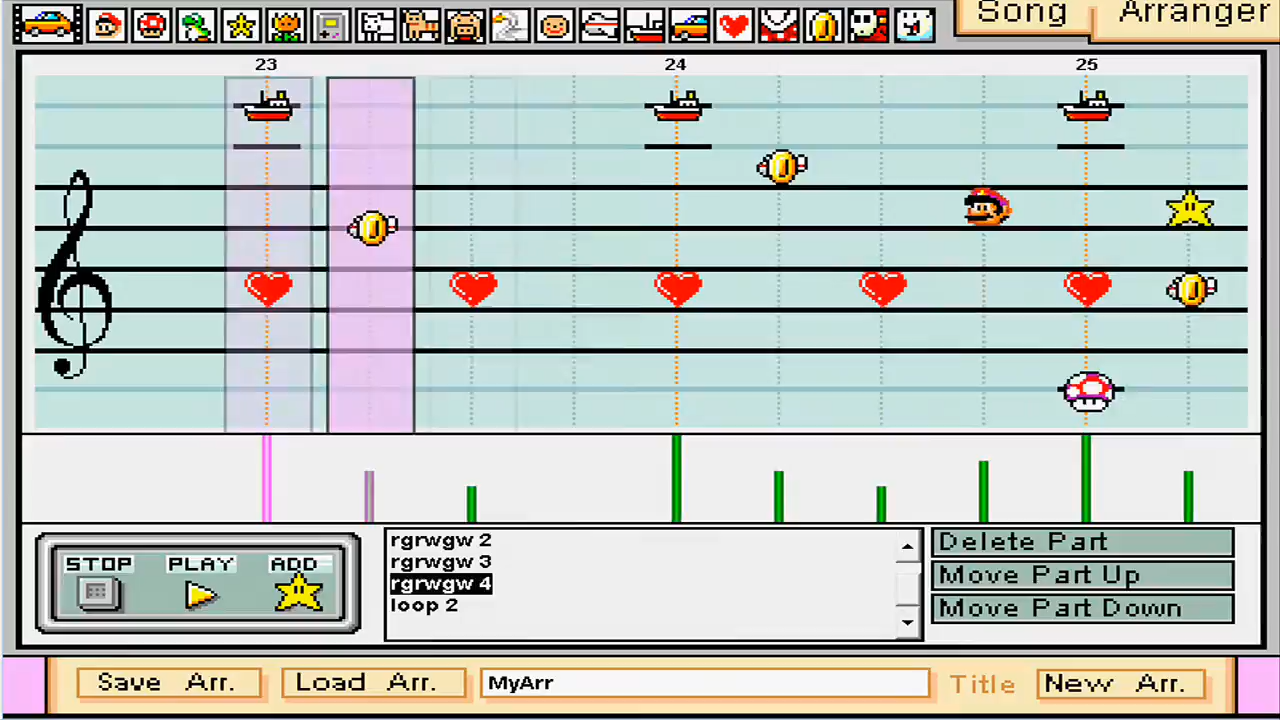 Song Arranger
23 24 25
STOP PLAY ADD
rgrwgw 2
rgrwgw 3
rgrwgw 4
loop 2
Delete Part
Move Part Up
Move Part Down
Save Arr. Load Arr. MyArr Title New Arr.